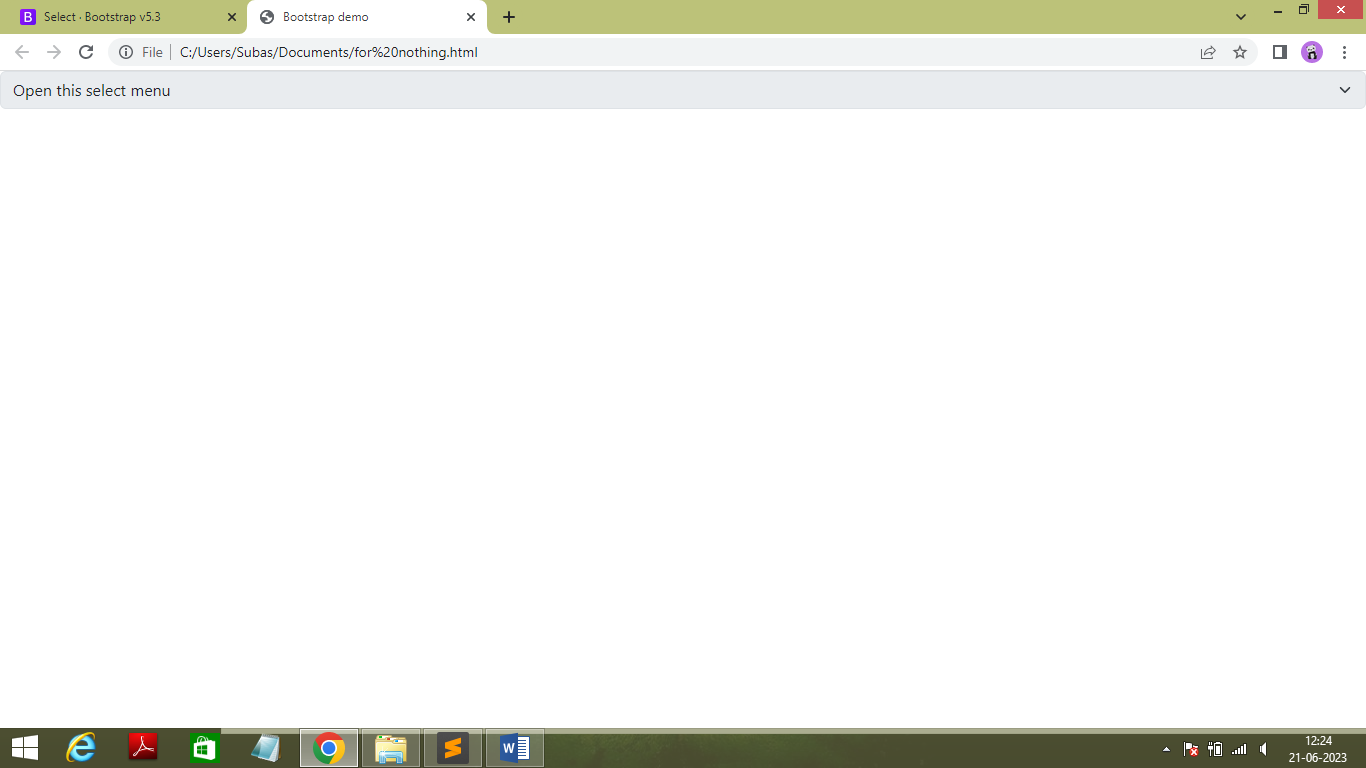 Select · Bootstrap v5.3
Bootstrap demo
File
C:/Users/Subas/Documents/for%20nothing.html
Open this select menu
12:24
21-06-2023